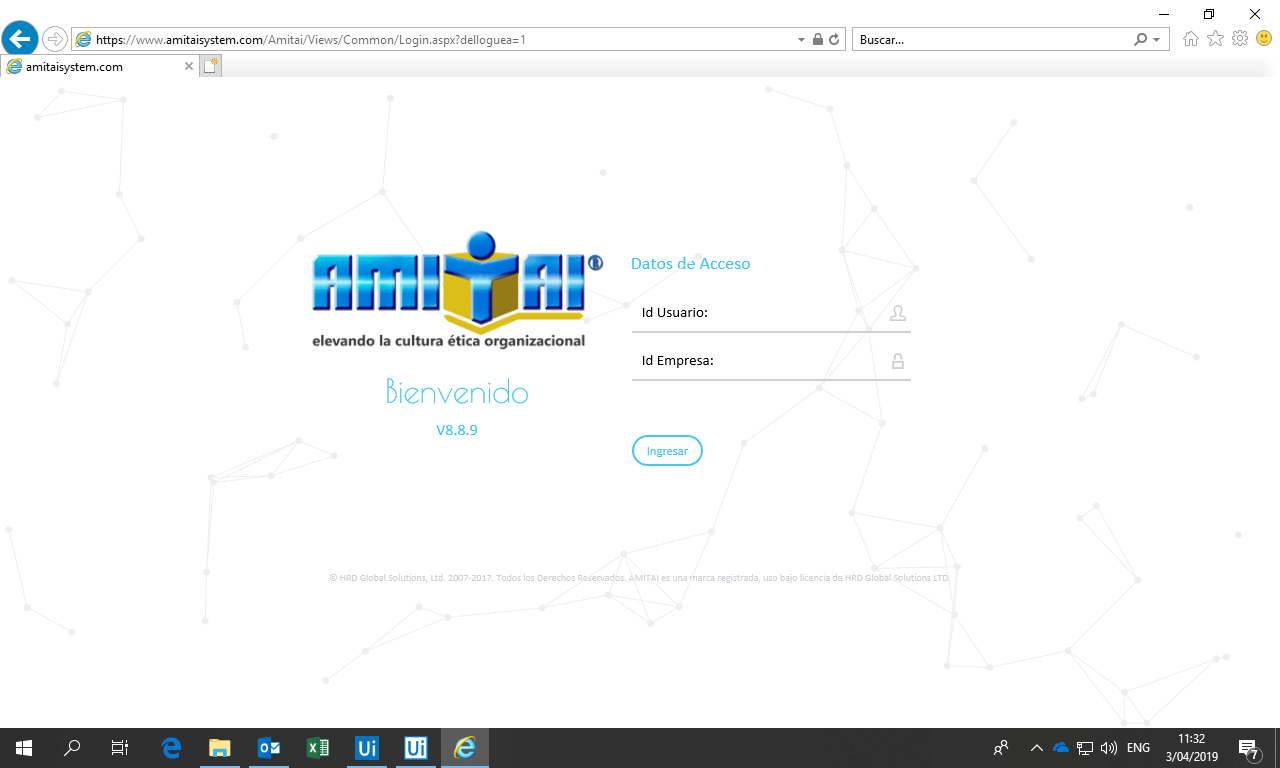 https://www.amitaisystem.com/Amitai/Views/Common/Login.aspx?delloguea=1
Buscar...
amitaisystem.com
AMITAI®
elevando la cultura ética organizacional
Bienvenido
V8.8.9
Datos de Acceso
Id Usuario:
Id Empresa:
Ingresar
© HRD Global Solutions, Ltd. 2007-2017. Todos los Derechos Reservados. AMITAI es una marca registrada, uso bajo licencia de HRD Global Solutions LTD.
Ui
Ui
ENG
11:32
3/04/2019
7